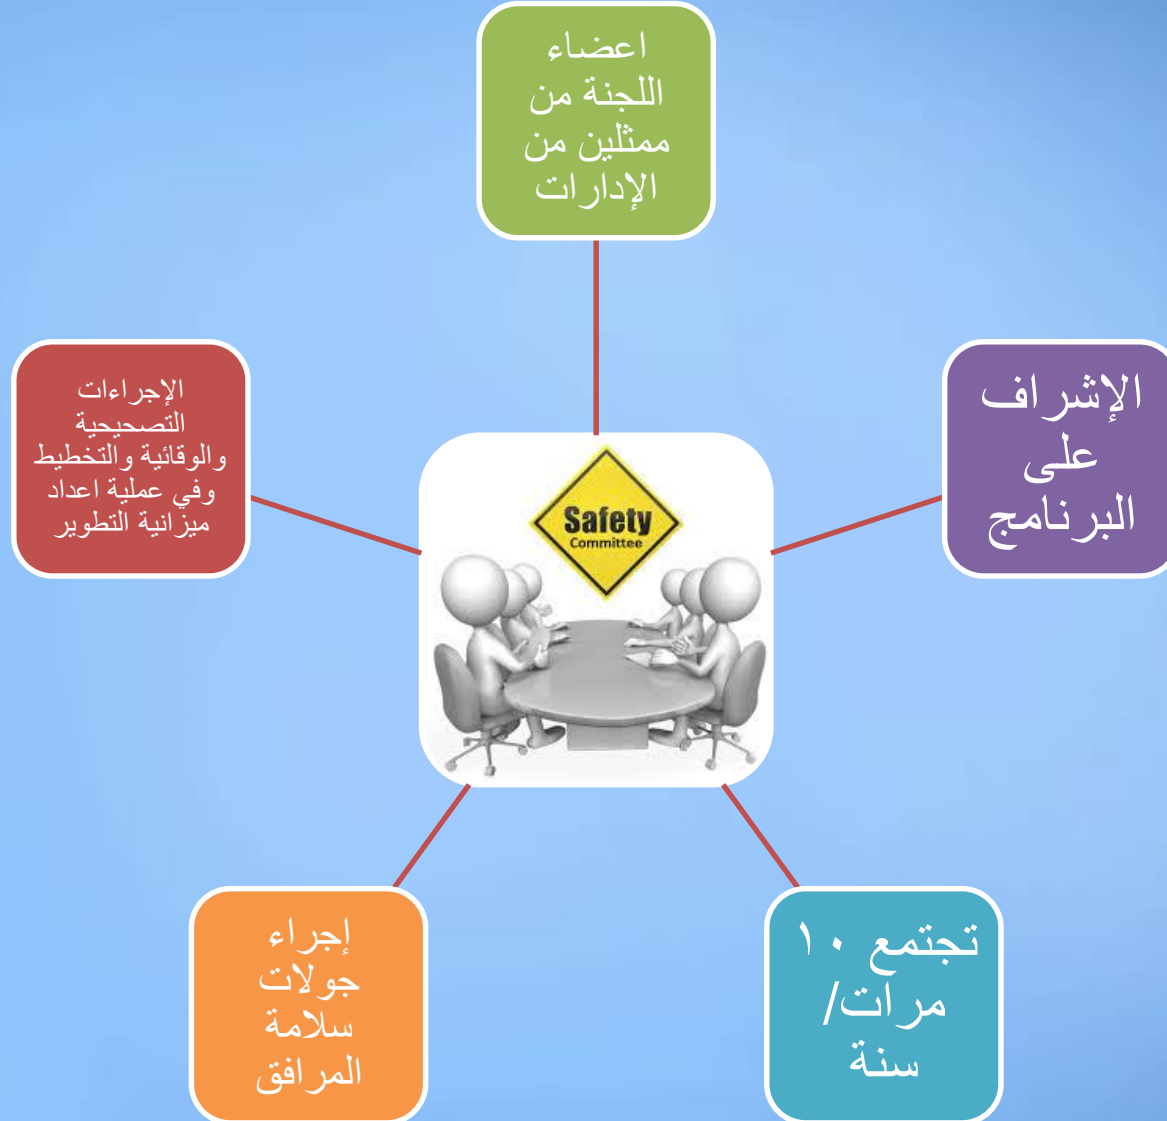 اعضاء
اللجنة من
ممثلين من
الإدارات
الإشراف
على
البرنامج
تجتمع ١٠
مرات/
سنة
إجراء
جولات
سلامة
المرافق
الإجراءات
التصحيحية
والوقائية والتخطيط
وفي عملية اعداد
ميزانية التطوير
Safety
Committee